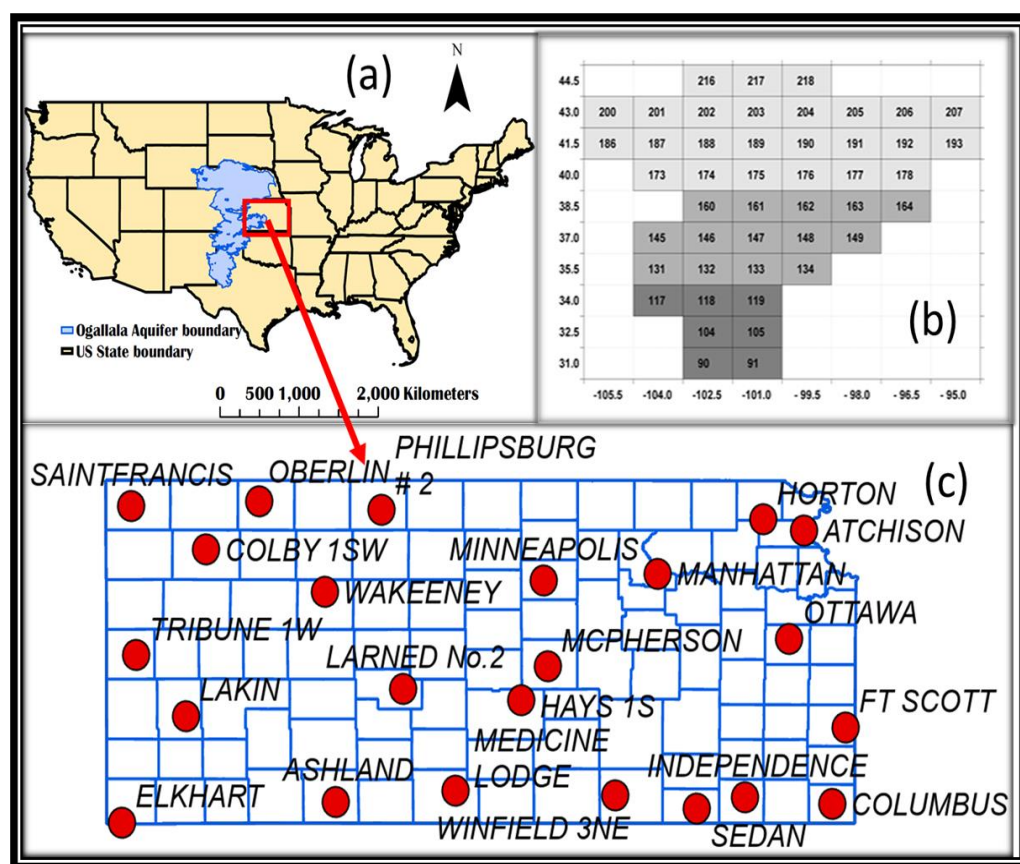 (a)
N
Ogallala Aquifer boundary
US State boundary
0 500 1,000 2,000 Kilometers
(b)
44.5 216 217 218
43.0 200 201 202 203 204 205 206 207
41.5 186 187 188 189 190 191 192 193
40.0 173 174 175 176 177 178
38.5 160 161 162 163 164
37.0 145 146 147 148 149
35.5 131 132 133 134
34.0 117 118 119
32.5 104 105
31.0 90 91
-105.5 -104.0 -102.5 -101.0 - 99.5 - 98.0 - 96.5 - 95.0
(c)
SAINTFRANCIS
OBERLIN
PHILLIPSBURG
# 2
HORTON
ATCHISON
COLBY 1SW
MINNEAPOLIS
MANHATTAN
WAKEENEY
OTTAWA
TRIBUNE 1W
LARNED No.2
MCPHERSON
LAKIN
HAYS 1S
FT SCOTT
MEDICINE
LODGE
ASHLAND
INDEPENDENCE
ELKHART
WINFIELD 3NE
SEDAN
COLUMBUS